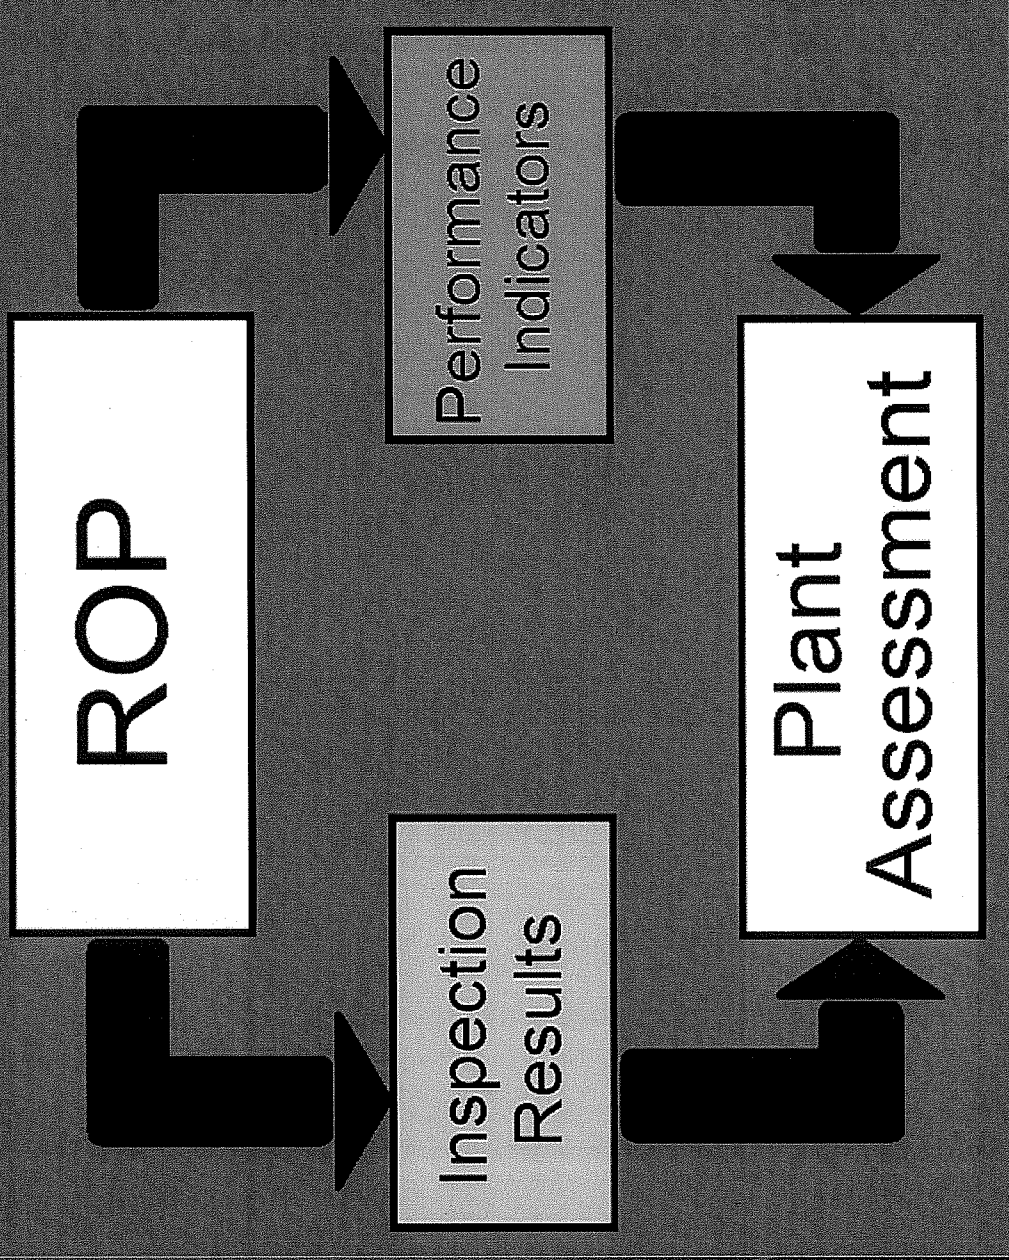 ROP
Inspection
Results
Performance
Indicators
Plant
Assessment